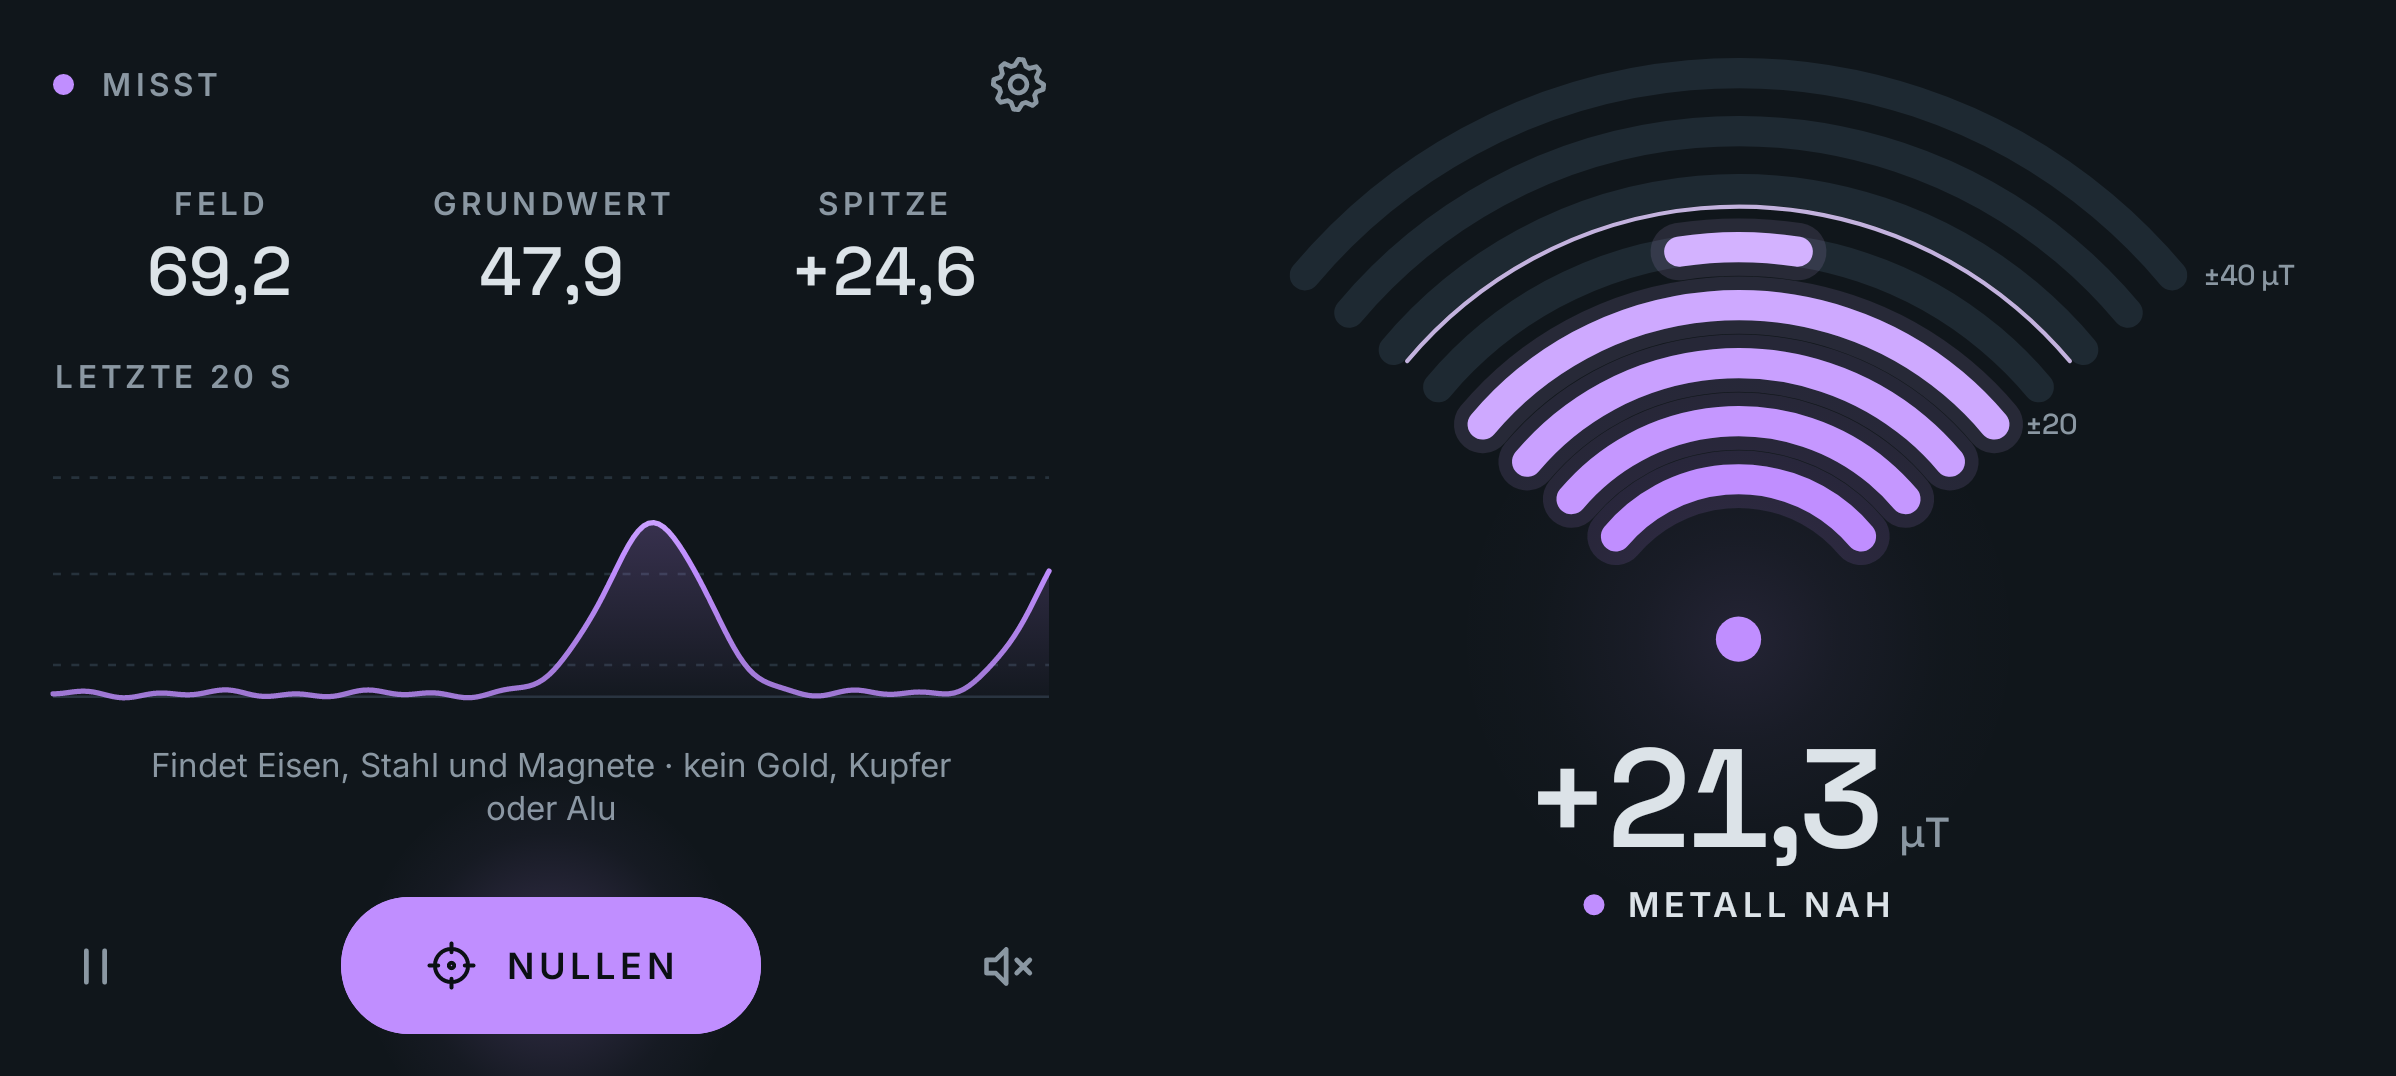 MISST
FELD GRUNDWERT SPITZE
69,2 47,9 +24,6
LETZTE 20 S
Findet Eisen, Stahl und Magnete · kein Gold, Kupfer
oder Alu
NULLEN
±40 µT
±20
+21,3 µT
METALL NAH